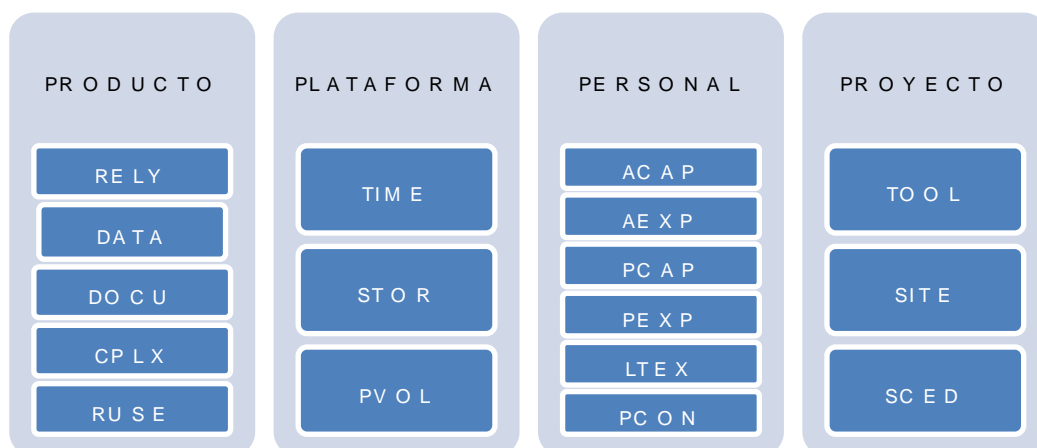 PRODUCTO
RELY
DATA
DOCU
CPLX
RUSE
PLATAFORMA
TIME
STOR
PVOL
PERSONAL
ACAP
AEXP
PCAP
PEXP
LTEX
PCON
PROYECTO
TOOL
SITE
SCED